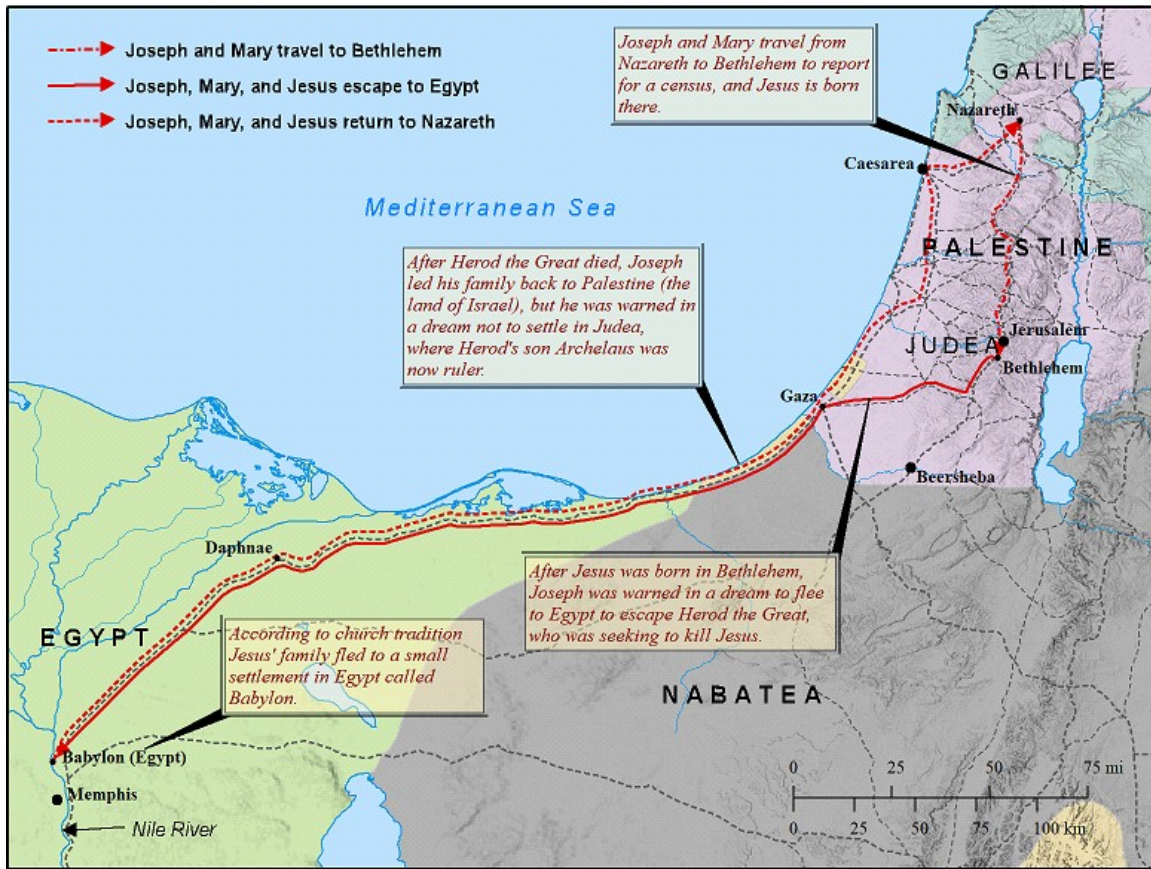 Joseph and Mary travel to Bethlehem
Joseph, Mary, and Jesus escape to Egypt
Joseph, Mary, and Jesus return to Nazareth
Joseph and Mary travel from
Nazareth to Bethlehem to report
for a census, and Jesus is born
there.
GALILEE
Nazareth
Caesarea
Mediterranean Sea
PALESTINE
After Herod the Great died, Joseph
led his family back to Palestine (the
land of Israel), but he was warned in
a dream not to settle in Judea,
where Herod's son Archelaus was
now ruler.
Jerusalem
JUDEA
Bethlehem
Gaza
Beersheba
Daphnae
After Jesus was born in Bethlehem,
Joseph was warned in a dream to flee
to Egypt to escape Herod the Great,
who was seeking to kill Jesus.
EGYPT
According to church tradition
Jesus' family fled to a small
settlement in Egypt called
Babylon.
NABATEA
Babylon (Egypt)
Memphis
Nile River
0 25 50 75 mi
0 25 50 100 km